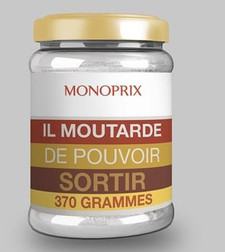 MONOPRIX
IL MOUTARDE
DE POUVOIR
SORTIR
370 GRAMMES